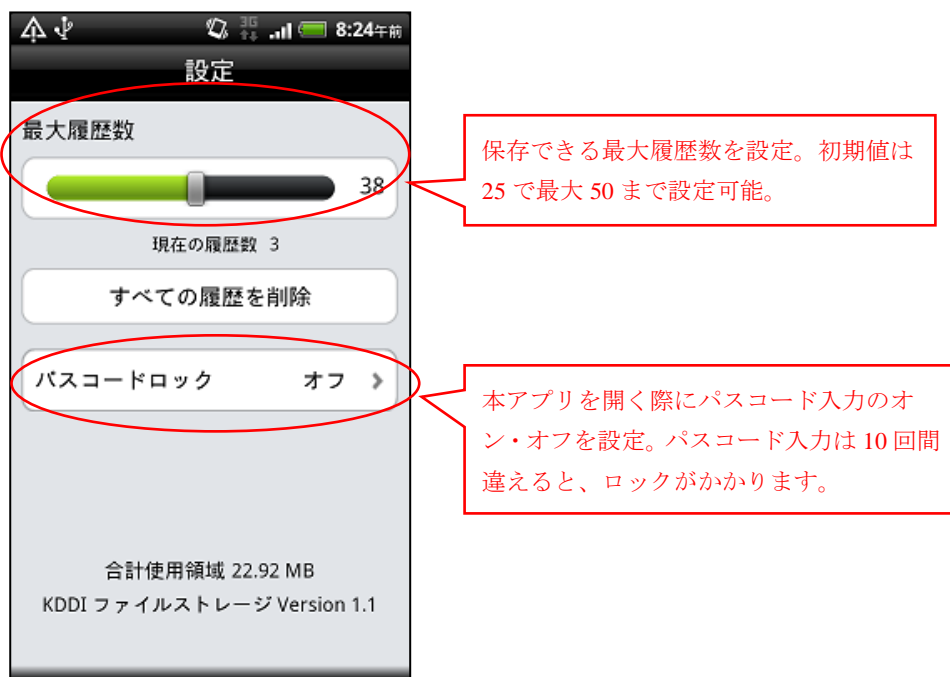 3G
8:24午前
設定
最大履歴数
38
現在の履歴数 3
すべての履歴を削除
パスコードロック オフ
合計使用領域 22.92 MB
KDDI ファイルストレージ Version 1.1
保存できる最大履歴数を設定。初期値は
25 で最大 50 まで設定可能。
本アプリを開く際にパスコード入力のオ
ン・オフを設定。パスコード入力は 10 回間
違えると、ロックがかかります。